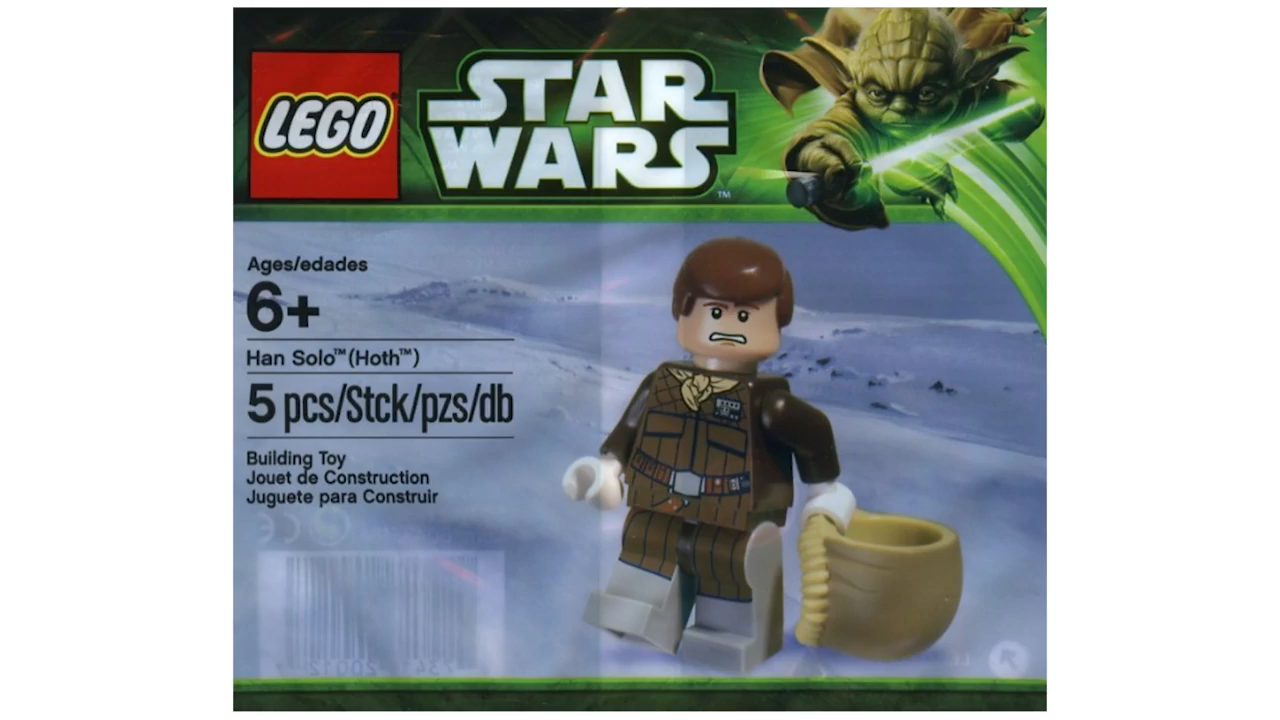 LEGO
STAR
WARS™
Ages/edades
6+
Han Solo™ (Hoth™)
5 pcs/Stck/pzs/db
Building Toy
Jouet de Construction
Juguete para Construir